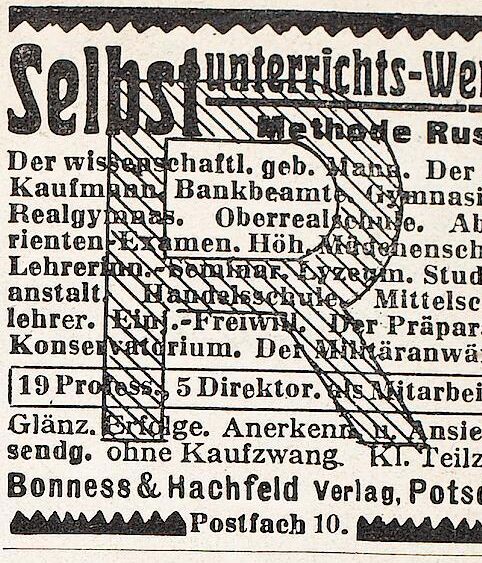 Selbst unterrichts-We
Methode Rus
R
Der wissenschaftl. geb. Mann. Der
Kaufmann. Bankbeamte. Gymnasi
Realgymnas. Oberrealschule. Ab
rienten-Examen. Höh. Mädchensch
Lehrerinn.-Seminar. Lyzeum. Stud
anstalt. Handelsschule. Mittelsc
lehrer. Einj.-Freiwill. Der Präpar
Konservatorium. Der Militäranwä
19 Profess., 5 Direktor. als Mitarbei
Glänz. Erfolge. Anerkenn. u. Ansie
sendg. ohne Kaufzwang. Kl. Teilz
Bonness & Hachfeld Verlag, Pots
Postfach 10.